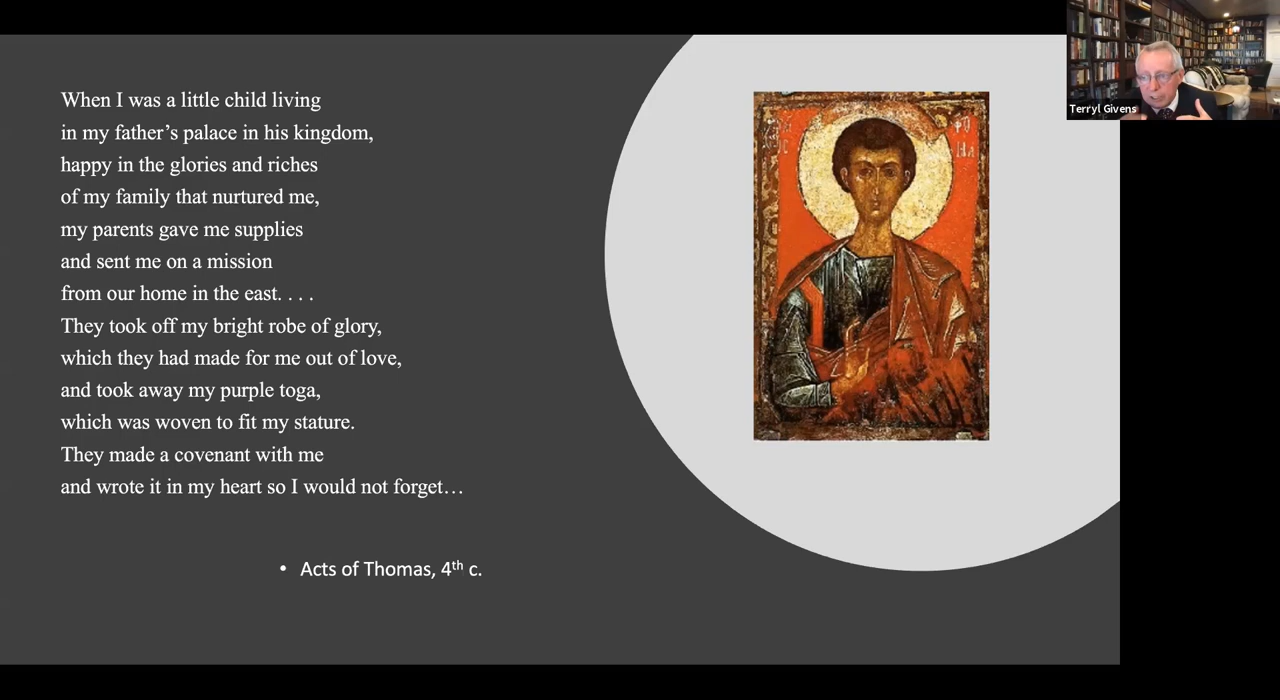 When I was a little child living
in my father’s palace in his kingdom,
happy in the glories and riches
of my family that nurtured me,
my parents gave me supplies
and sent me on a mission
from our home in the east. . . .
They took off my bright robe of glory,
which they had made for me out of love,
and took away my purple toga,
which was woven to fit my stature.
They made a covenant with me
and wrote it in my heart so I would not forget…
• Acts of Thomas, 4th c.
Terryl Givens